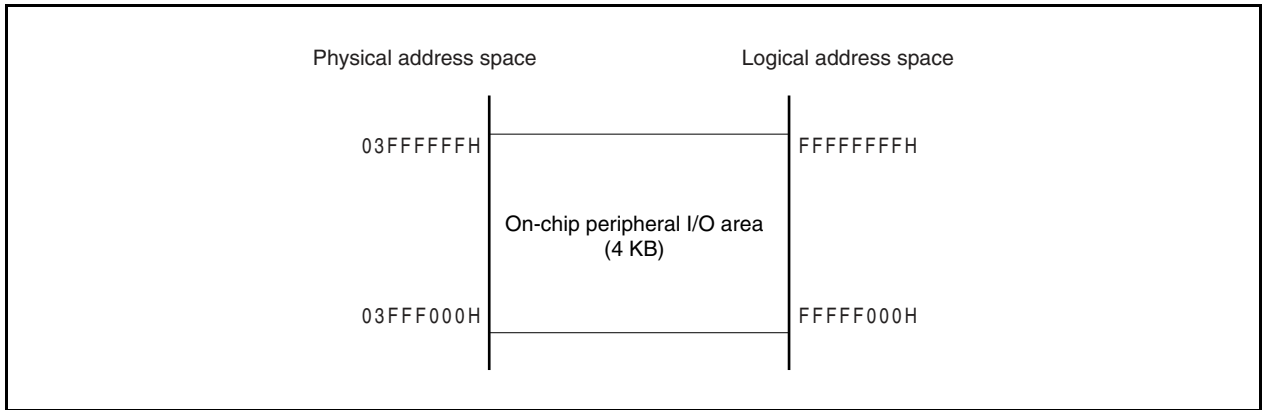 Physical address space
Logical address space
03FFFFFFH
FFFFFFFFH
On-chip peripheral I/O area
(4 KB)
03FFF000H
FFFFF000H